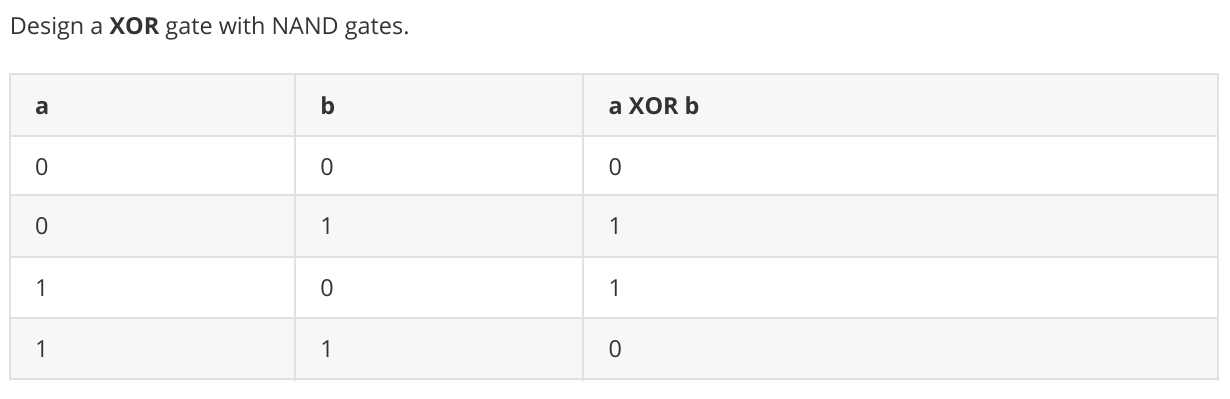 Design a XOR gate with NAND gates.
a b a XOR b
0 0 0
0 1 1
1 0 1
1 1 0